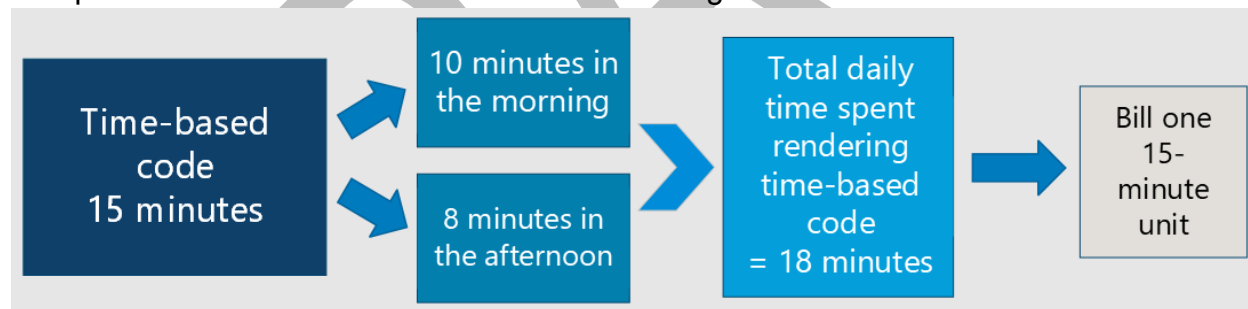 Time-based
code
15 minutes
10 minutes in
the morning
8 minutes in
the afternoon
Total daily
time spent
rendering
time-based
code
= 18 minutes
Bill one
15-
minute
unit